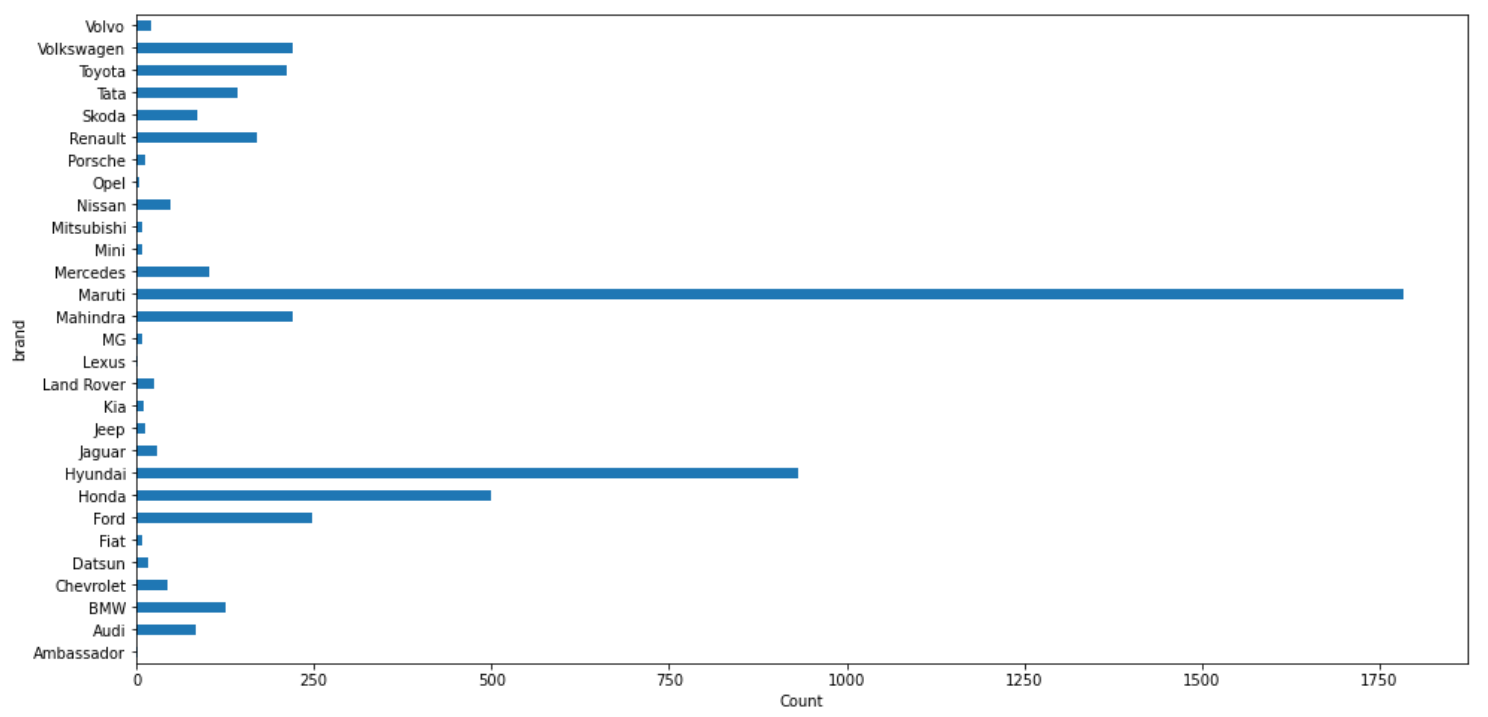 Volvo
Volkswagen
Toyota
Tata
Skoda
Renault
Porsche
Opel
Nissan
Mitsubishi
Mini
Mercedes
Maruti
Mahindra
MG
Lexus
Land Rover
Kia
Jeep
Jaguar
Hyundai
Honda
Ford
Fiat
Datsun
Chevrolet
BMW
Audi
Ambassador
brand
0 250 500 750 1000 1250 1500 1750
Count